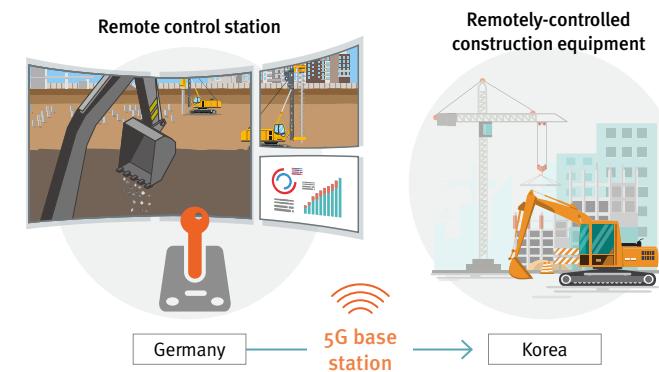 Remote control station
Remotely-controlled
construction equipment
Germany
5G base
station
Korea